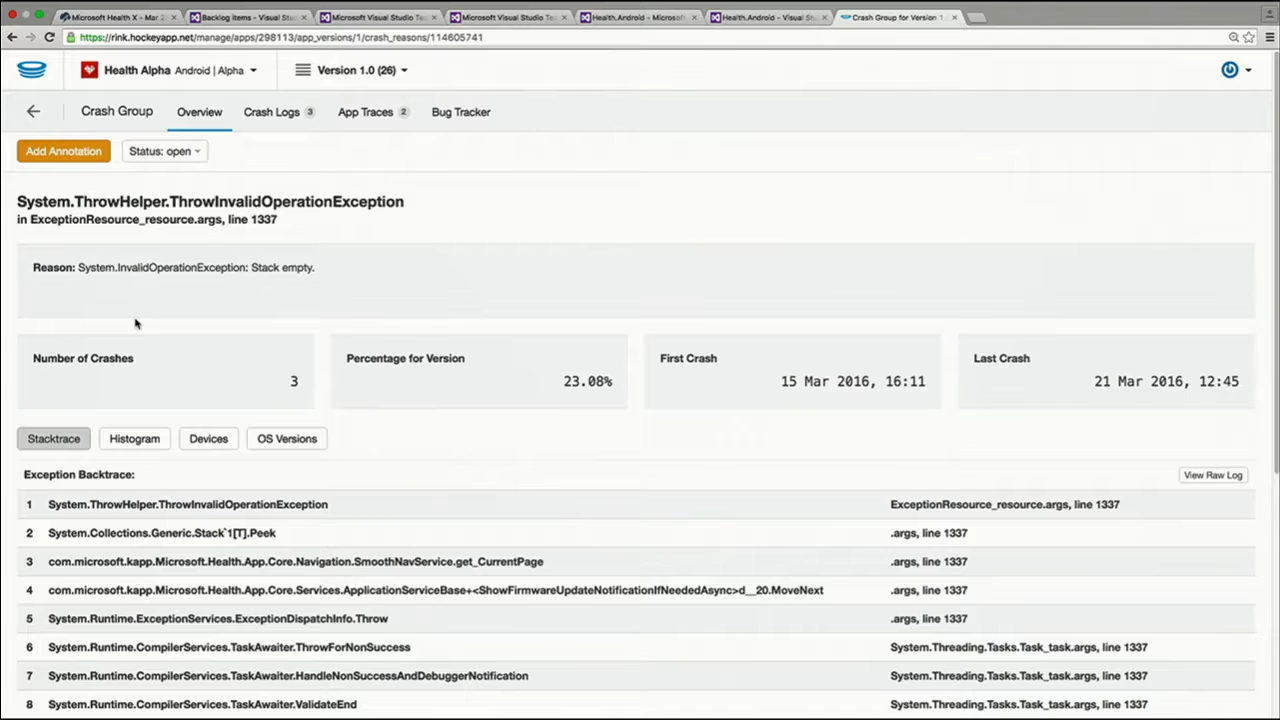 Microsoft Health X - Mar 2
Backlog items - Visual Stud
Microsoft Visual Studio Tea
Microsoft Visual Studio Tea
Health.Android - Microsoft
Health.Android - Visual St
Crash Group for Version 1
https://rink.hockeyapp.net/manage/apps/298113/app_versions/1/crash_reasons/114605741
Health Alpha Android | Alpha
Version 1.0 (26)
Crash Group
Overview
Crash Logs 3
App Traces 2
Bug Tracker
Add Annotation
Status: open
System.ThrowHelper.ThrowInvalidOperationException
in ExceptionResource_resource.args, line 1337
Reason: System.InvalidOperationException: Stack empty.
Number of Crashes
3
Percentage for Version
23.08%
First Crash
15 Mar 2016, 16:11
Last Crash
21 Mar 2016, 12:45
Stacktrace
Histogram
Devices
OS Versions
Exception Backtrace:
View Raw Log
1 System.ThrowHelper.ThrowInvalidOperationException ExceptionResource_resource.args, line 1337
2 System.Collections.Generic.Stack`1[T].Peek .args, line 1337
3 com.microsoft.kapp.Microsoft.Health.App.Core.Navigation.SmoothNavService.get_CurrentPage .args, line 1337
4 com.microsoft.kapp.Microsoft.Health.App.Core.Services.ApplicationServiceBase+<ShowFirmwareUpdateNotificationIfNeededAsync>d__20.MoveNext .args, line 1337
5 System.Runtime.ExceptionServices.ExceptionDispatchInfo.Throw .args, line 1337
6 System.Runtime.CompilerServices.TaskAwaiter.ThrowForNonSuccess System.Threading.Tasks.Task_task.args, line 1337
7 System.Runtime.CompilerServices.TaskAwaiter.HandleNonSuccessAndDebuggerNotification System.Threading.Tasks.Task_task.args, line 1337
8 System.Runtime.CompilerServices.TaskAwaiter.ValidateEnd System.Threading.Tasks.Task_task.args, line 1337